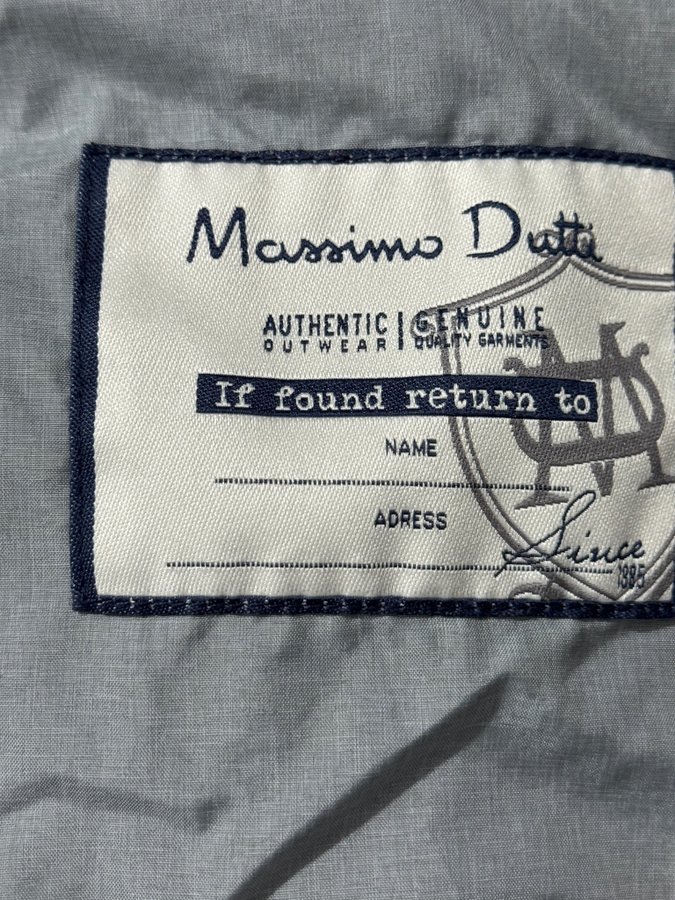 Massimo Dutti
AUTHENTIC | GENUINE
OUTWEAR | QUALITY GARMENTS
If found return to
NAME
ADRESS
Since
1985